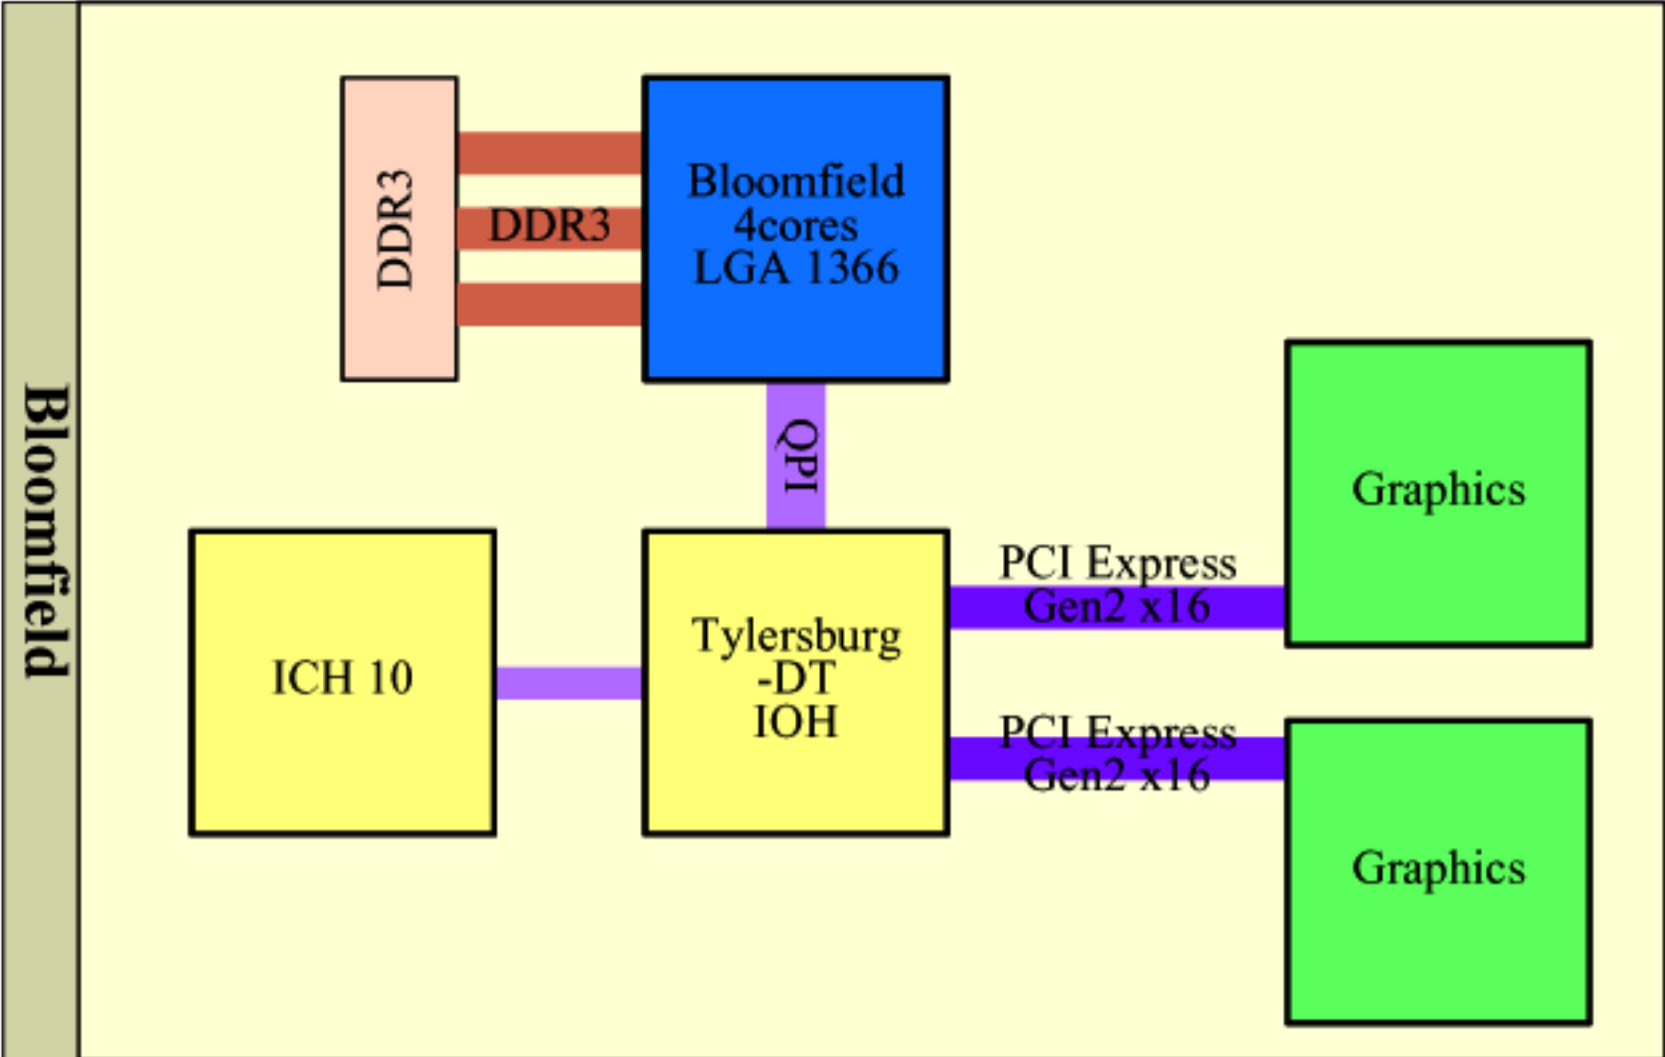 Bloomfield
DDR3
DDR3
Bloomfield
4cores
LGA 1366
QPI
ICH 10
Tylersburg
-DT
IOH
PCI Express
Gen2 x16
Graphics
PCI Express
Gen2 x16
Graphics